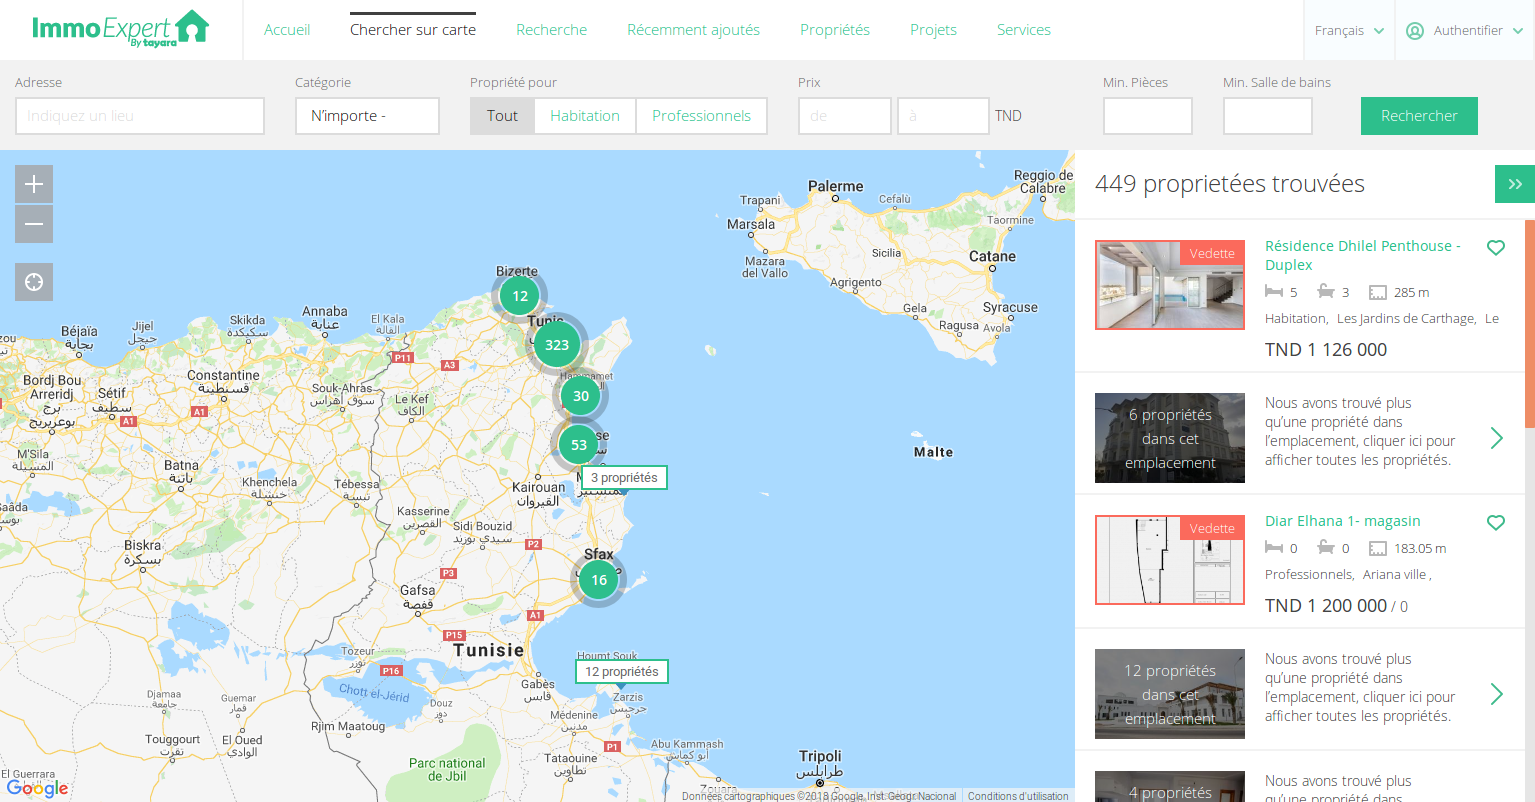 ImmoExpert
By tayara
Accueil
Chercher sur carte
Recherche
Récemment ajoutés
Propriétés
Projets
Services
Français
Authentifier
Adresse
Catégorie
Propriété pour
Prix
Min. Pièces
Min. Salle de bains
Indiquez un lieu
N'importe -
Tout
Habitation
Professionnels
de
à
TND
Rechercher
449 proprietées trouvées
Vedette
Résidence Dhilel Penthouse -
Duplex
5
3
285 m
Habitation, Les Jardins de Carthage, Le
TND 1 126 000
6 propriétés
dans cet
emplacement
Nous avons trouvé plus
qu'une propriété dans
l'emplacement, cliquer ici pour
afficher toutes les propriétés.
Vedette
Diar Elhana 1- magasin
0
0
183.05 m
Professionnels, Ariana ville ,
TND 1 200 000 / 0
12 propriétés
dans cet
emplacement
Nous avons trouvé plus
qu'une propriété dans
l'emplacement, cliquer ici pour
afficher toutes les propriétés.
4 propriétés
Nous avons trouvé plus
qu'une propriété dans
Reggio de
Calabre
Palerme
Trapani
Cefalù
Marsala
Taormine
Sicilia
Mazara
del Vallo
Catane
Agrigento
Gela
Syracuse
Ragusa
Avola
Bizerte
12
Tunis
323
Annaba
عنابة
El Kala
القالة
Skikda
سكيكدة
Jijel
جيجل
Béjaïa
بجاية
P11
A3
Hammamet
30
Constantine
قسنطينة
Souk-Ahras
سوق أهراس
Le Kef
الكاف
Bordj Bou
Arreridj
برج
بوعريريج
Sétif
سطيف
A1
A1
53
3 propriétés
Malte
M'Sila
المسيلة
Batna
باتنة
Khenchela
خنشلة
Tébessa
تبسة
Kairouan
القيروان
Kasserine
القصرين
Sidi Bouzid
سيدي بوزيد
Biskra
بسكرة
P2
Sfax
16
P3
Gafsa
قفصة
A1
P15
Tunisie
Tozeur
توزر
P16
Houmt Souk
12 propriétés
Chott el-Jérid
Gabès
قابس
Zarzis
جرجيس
Djamaa
جامعة
Guemar
قمار
Douz
دوز
Médenine
مدنين
Rjim Maatoug
Touggourt
تقرت
El Oued
الوادي
P1
Abu Kammash
أبو كماش
Tataouine
تطاوين
Tripoli
طرابلس
Parc national
de Jbil
El Guerrara
Zouara
Google
Données cartographiques ©2018 Google, Inst. Geogr. Nacional
Conditions d'utilisation